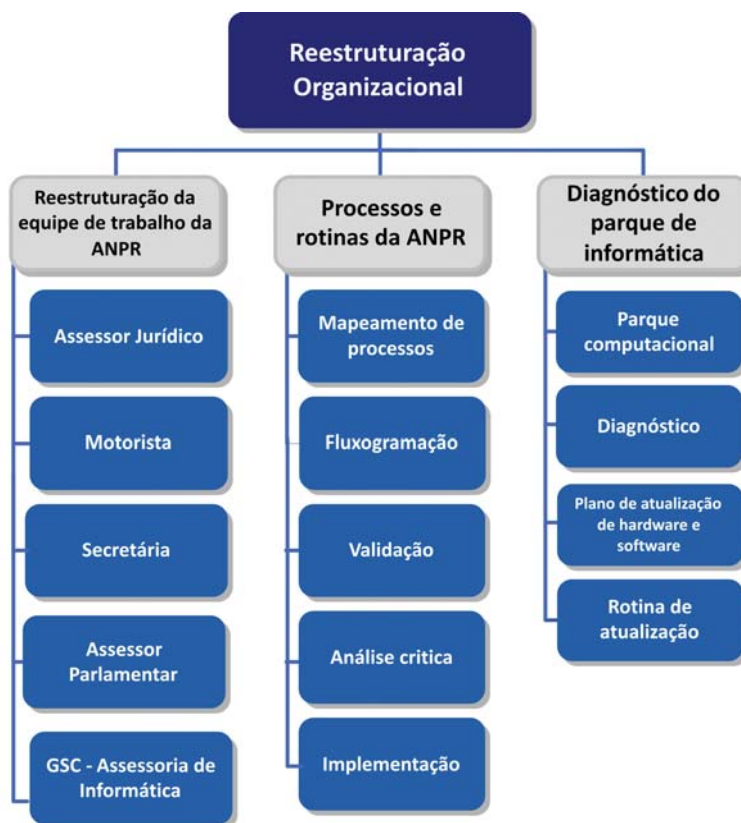 Reestruturação
Organizacional
Reestruturação da
equipe de trabalho da
ANPR
Assessor Jurídico
Motorista
Secretária
Assessor
Parlamentar
GSC - Assessoria de
Informática
Processos e
rotinas da ANPR
Mapeamento de
processos
Fluxogramação
Validação
Análise critica
Implementação
Diagnóstico do
parque de
informática
Parque
computacional
Diagnóstico
Plano de atualização
de hardware e
software
Rotina de
atualização